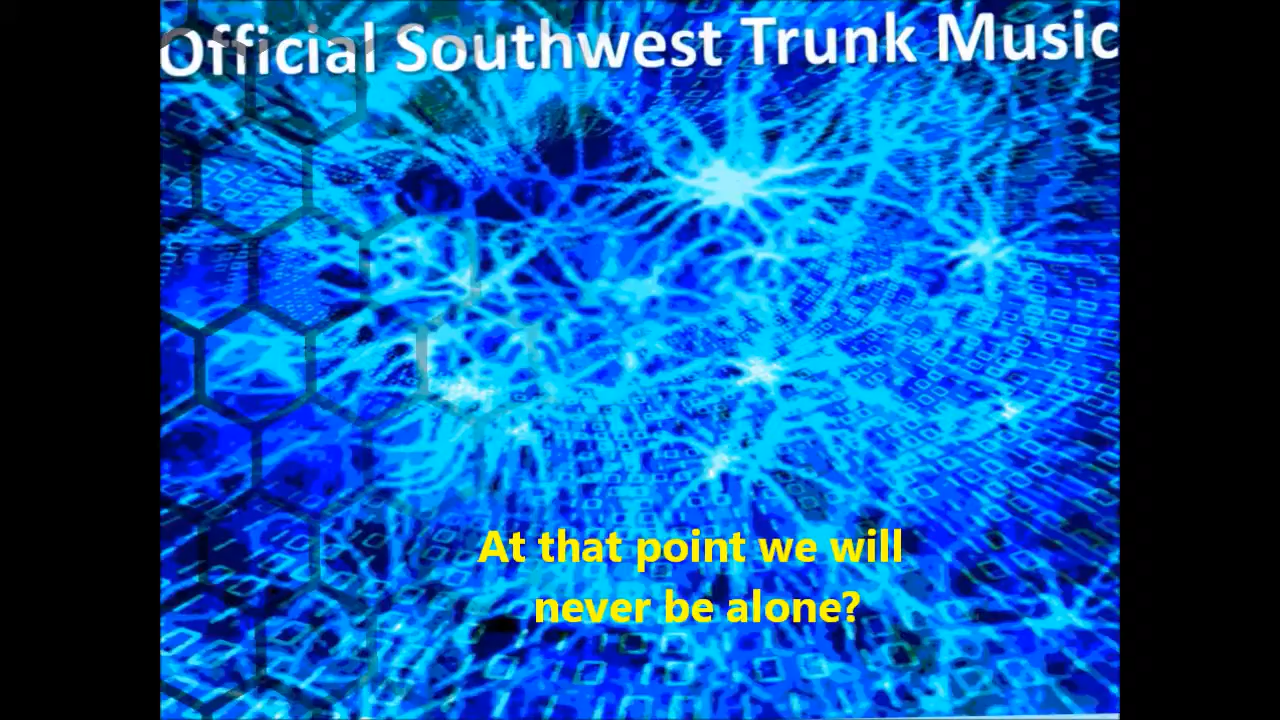 Official Southwest Trunk Music
At that point we will
never be alone?